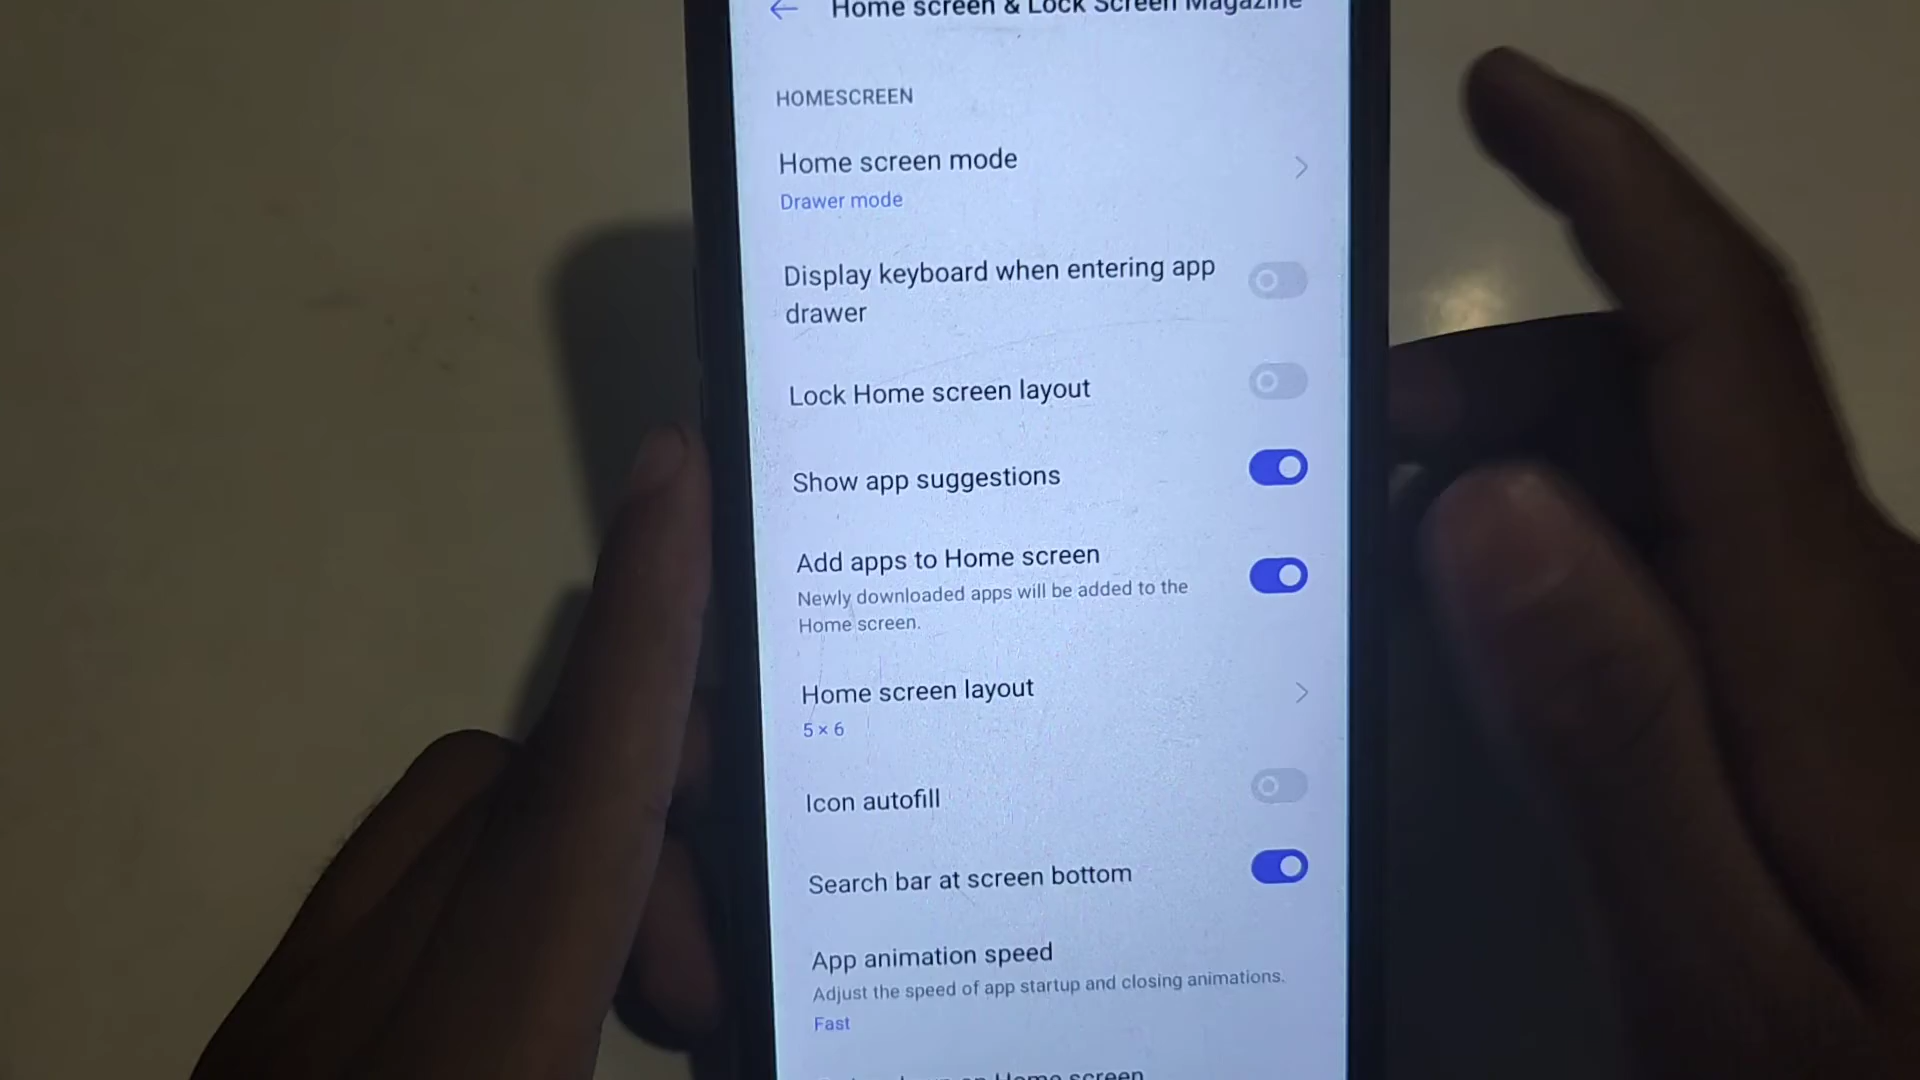 Home screen & Lock Screen Magazine
HOMESCREEN
Home screen mode
Drawer mode
Display keyboard when entering app
drawer
Lock Home screen layout
Show app suggestions
Add apps to Home screen
Newly downloaded apps will be added to the
Home screen.
Home screen layout
5 × 6
Icon autofill
Search bar at screen bottom
App animation speed
Adjust the speed of app startup and closing animations.
Fast
on Home screen